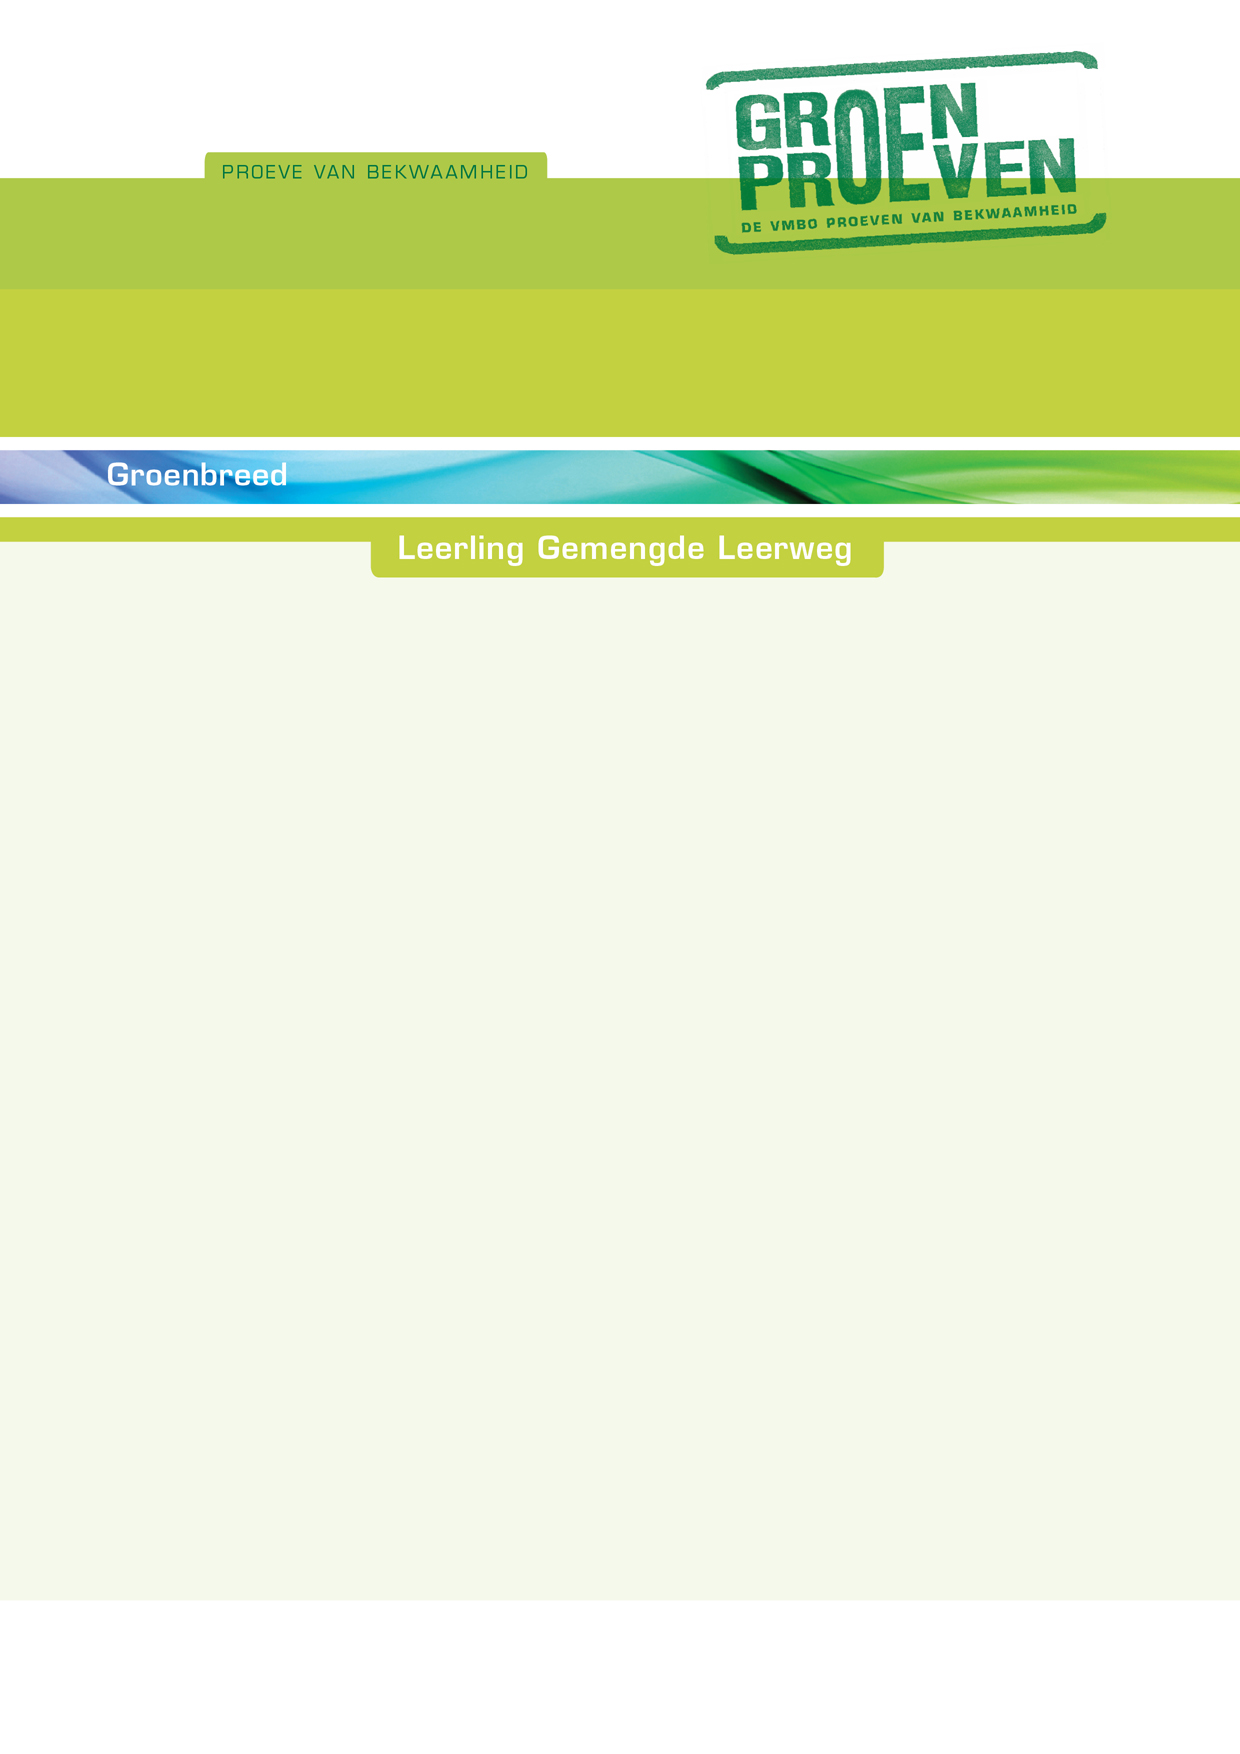 GROEN
PROEVEN
DE VMBO PROEVEN VAN BEKWAAMHEID
PROEVE VAN BEKWAAMHEID
Groenbreed
Leerling Gemengde Leerweg